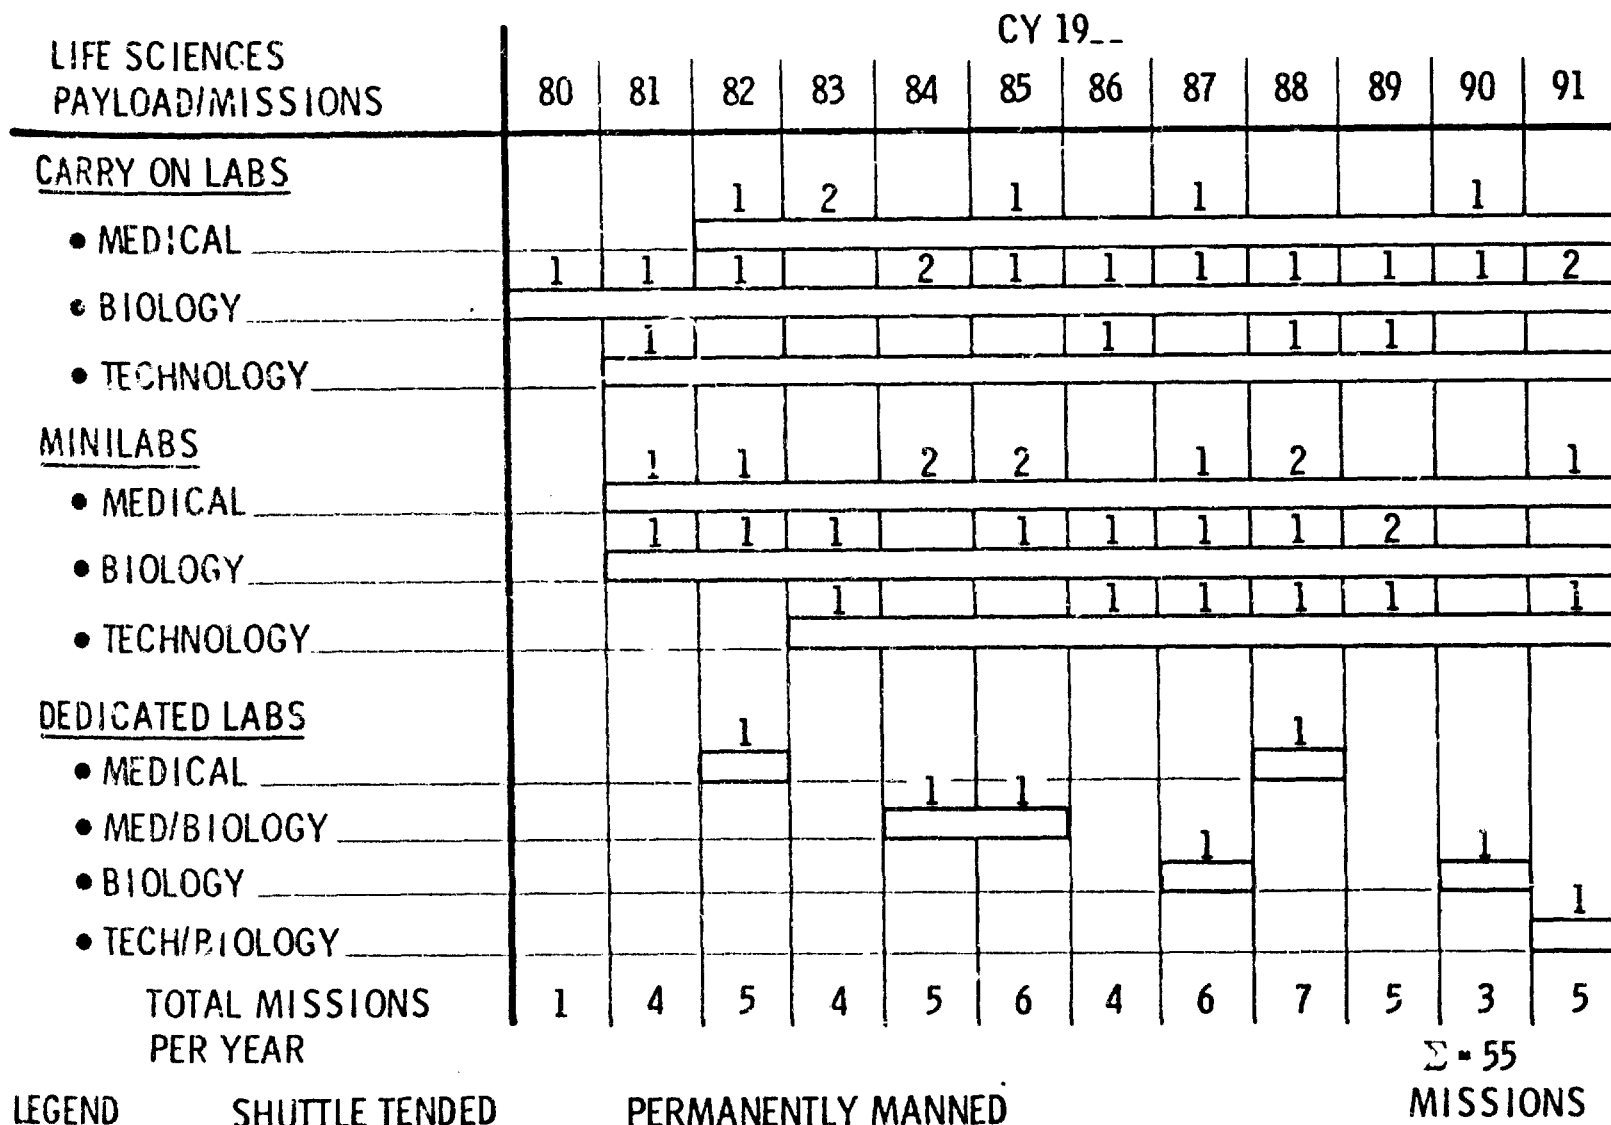 CY 19__
LIFE SCIENCES
PAYLOAD/MISSIONS 80 81 82 83 84 85 86 87 88 89 90 91
CARRY ON LABS
1 2 1 1 1
• MEDICAL
1 1 1 2 1 1 1 1 1 1 2
• BIOLOGY
1 1 1 1
• TECHNOLOGY
MINILABS
1 1 2 2 1 2 1
• MEDICAL
1 1 1 1 1 1 1 2
• BIOLOGY
1 1 1 1 1 1
• TECHNOLOGY
DEDICATED LABS
1 1
• MEDICAL
1 1
• MED/BIOLOGY
1 1
• BIOLOGY
1
• TECH/BIOLOGY
TOTAL MISSIONS 1 4 5 4 5 6 4 6 7 5 3 5
PER YEAR
Σ = 55
MISSIONS
LEGEND SHUTTLE TENDED PERMANENTLY MANNED